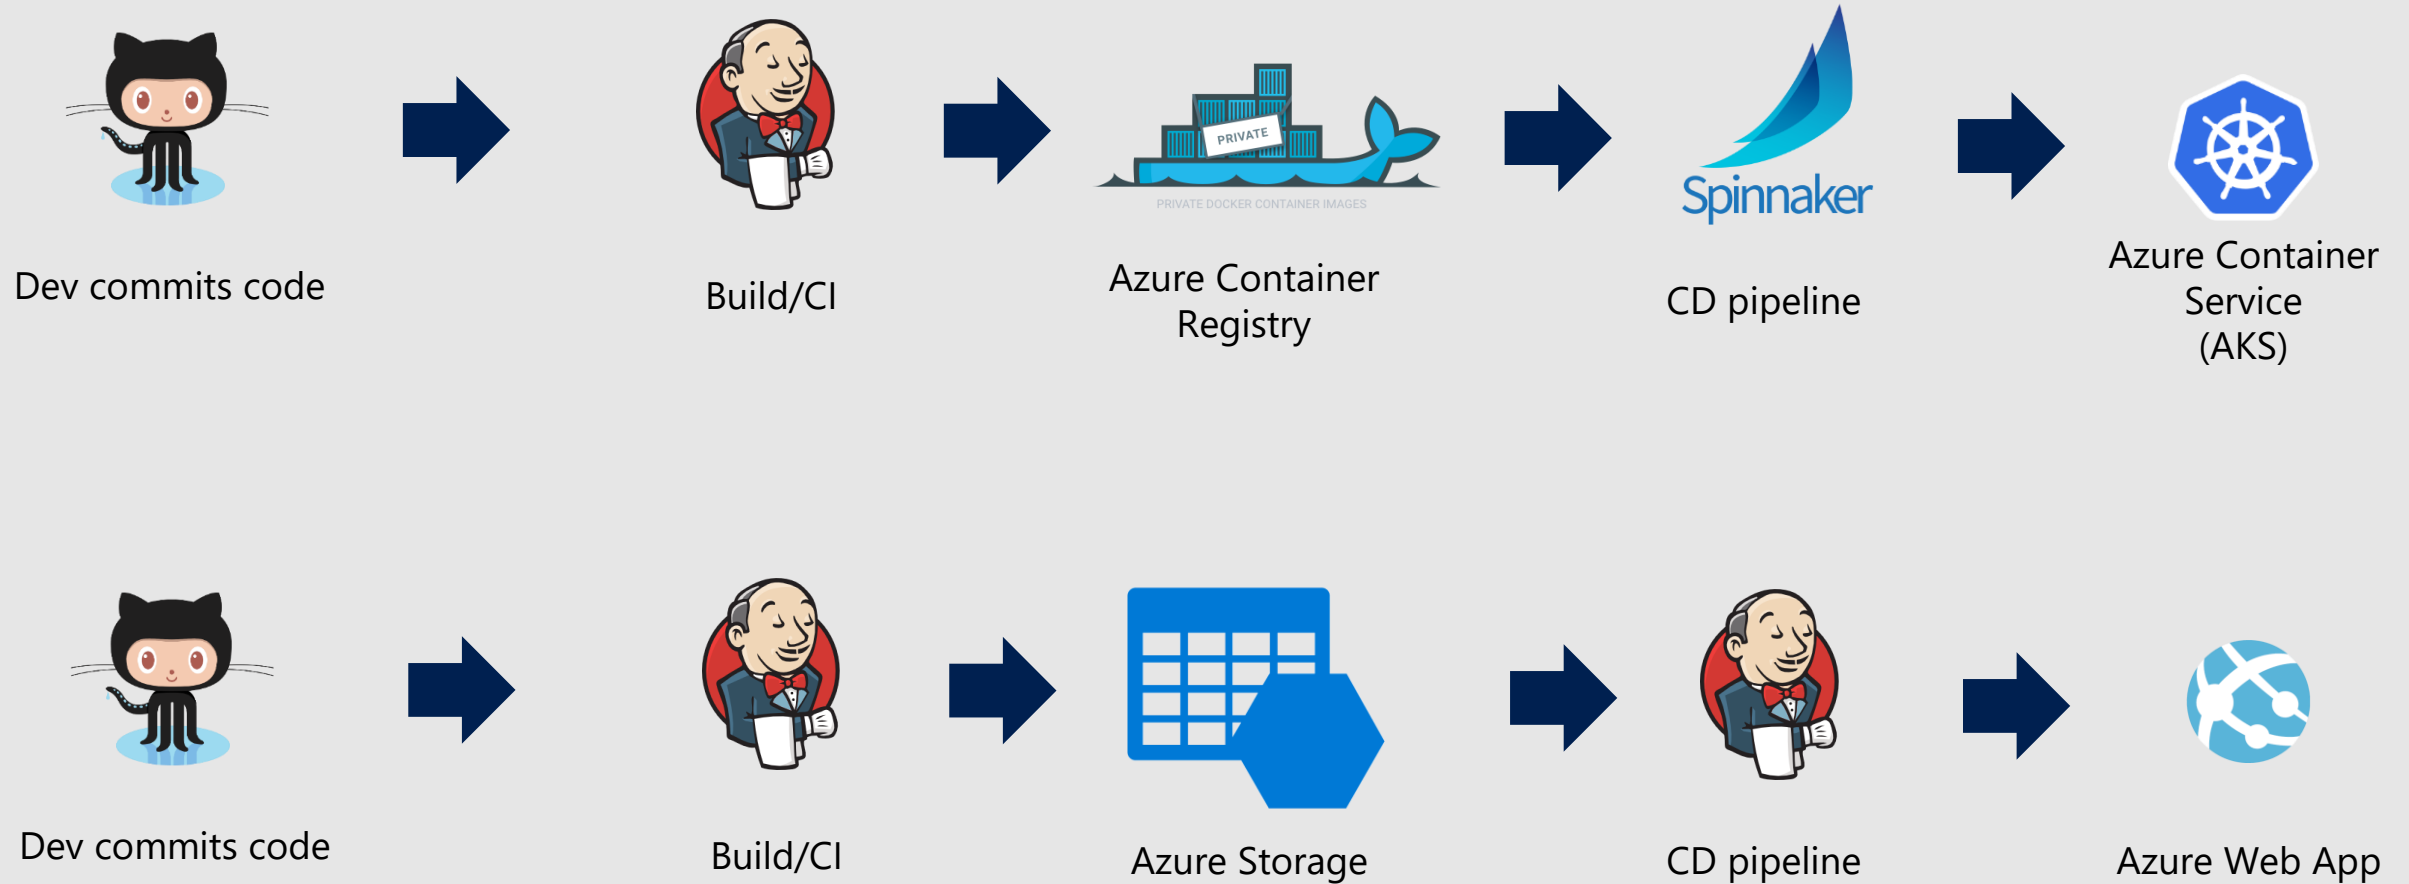 PRIVATE
PRIVATE DOCKER CONTAINER IMAGES
Spinnaker
Dev commits code
Build/CI
Azure Container
Registry
CD pipeline
Azure Container
Service
(AKS)
Dev commits code
Build/CI
Azure Storage
CD pipeline
Azure Web App